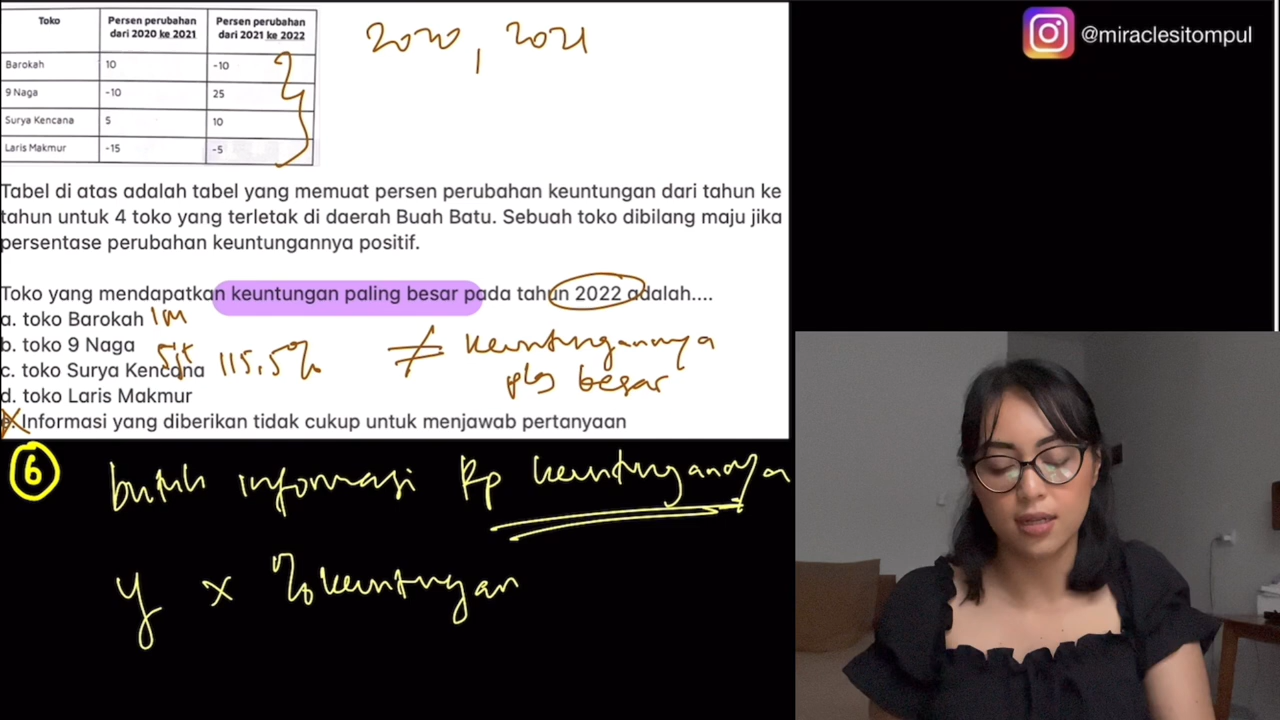 Toko Persen perubahan dari 2020 ke 2021 Persen perubahan dari 2021 ke 2022
Barokah 10 -10
9 Naga -10 25
Surya Kencana 5 10
Laris Makmur -15 -5
2020, 2021
@miraclesitompul
Tabel di atas adalah tabel yang memuat persen perubahan keuntungan dari tahun ke
tahun untuk 4 toko yang terletak di daerah Buah Batu. Sebuah toko dibilang maju jika
persentase perubahan keuntungannya positif.
Toko yang mendapatkan keuntungan paling besar pada tahun 2022 adalah....
a. toko Barokah 1M
b. toko 9 Naga
c. toko Surya Kencana 115,5%
≠ keuntungannya
plg besar
d. toko Laris Makmur
e. Informasi yang diberikan tidak cukup untuk menjawab pertanyaan
6 butuh informasi Rp keuntungannya
y x % keuntungan